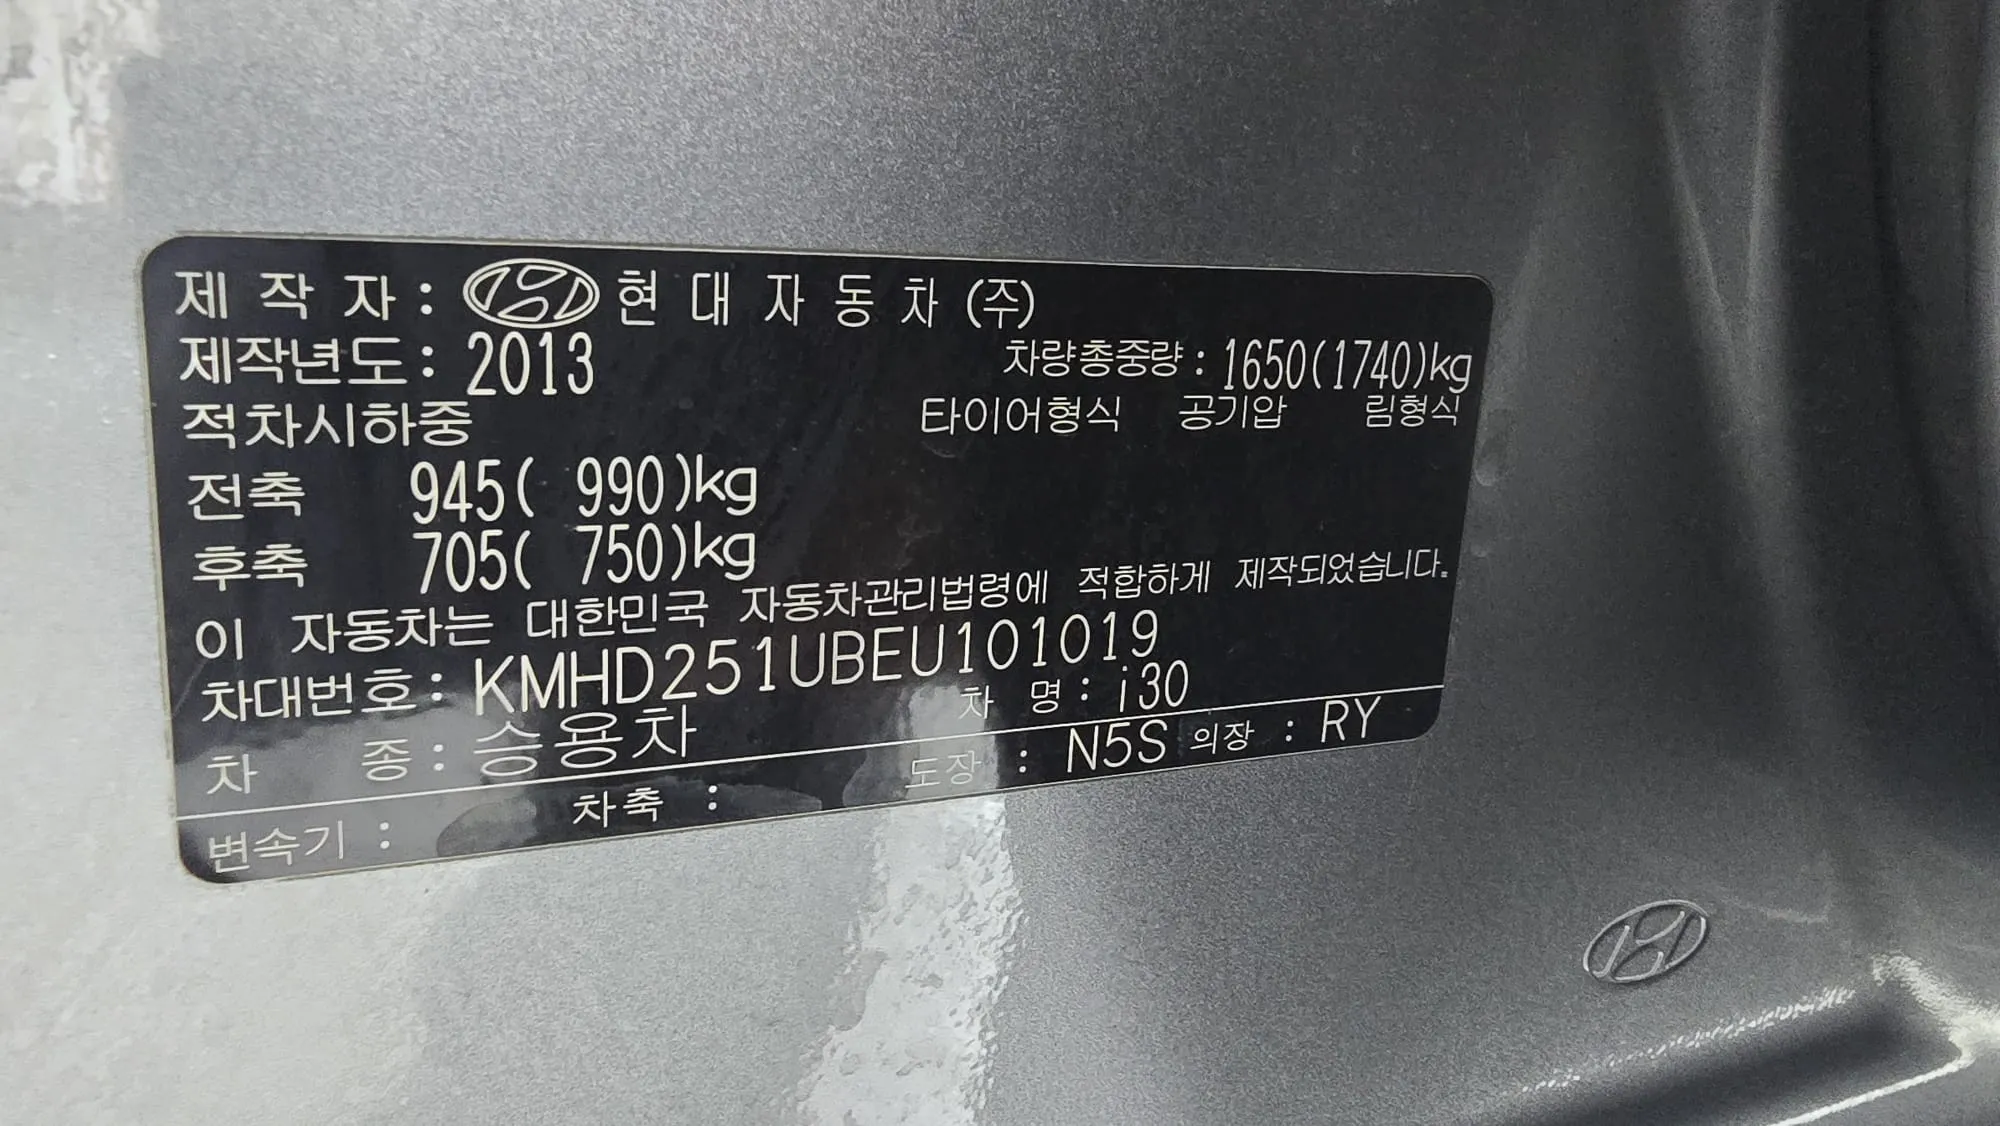 제 작 자 : 현 대 자 동 차 (주)
제작년도 : 2013 차량총중량 : 1650(1740)kg
적차시하중 타이어형식 공기압 림형식
전축 945( 990)kg
후축 705( 750)kg
이 자동차는 대한민국 자동차관리법령에 적합하게 제작되었습니다.
차대번호 : KMHD251UBEU101019
차 종 : 승용차 차 명 : i30
변속기 : 차축 : 도장 : N5S 의장 : RY